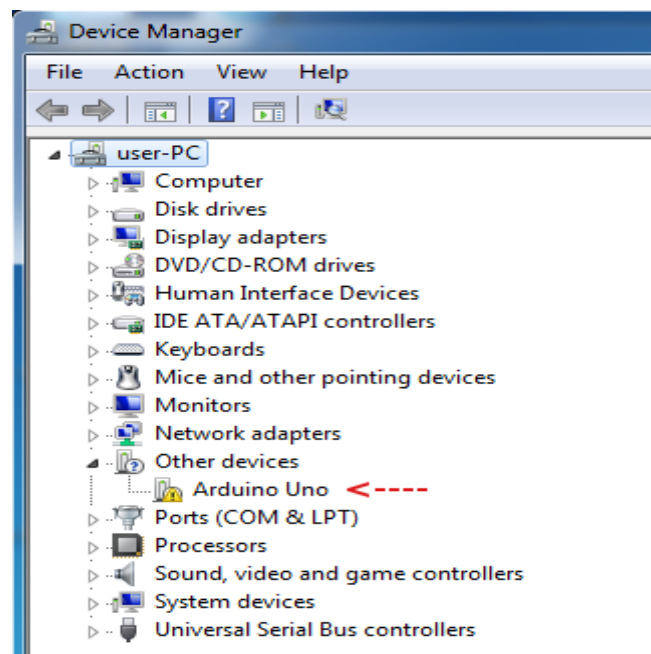 Device Manager
File Action View Help
user-PC
Computer
Disk drives
Display adapters
DVD/CD-ROM drives
Human Interface Devices
IDE ATA/ATAPI controllers
Keyboards
Mice and other pointing devices
Monitors
Network adapters
Other devices
Arduino Uno
Ports (COM & LPT)
Processors
Sound, video and game controllers
System devices
Universal Serial Bus controllers